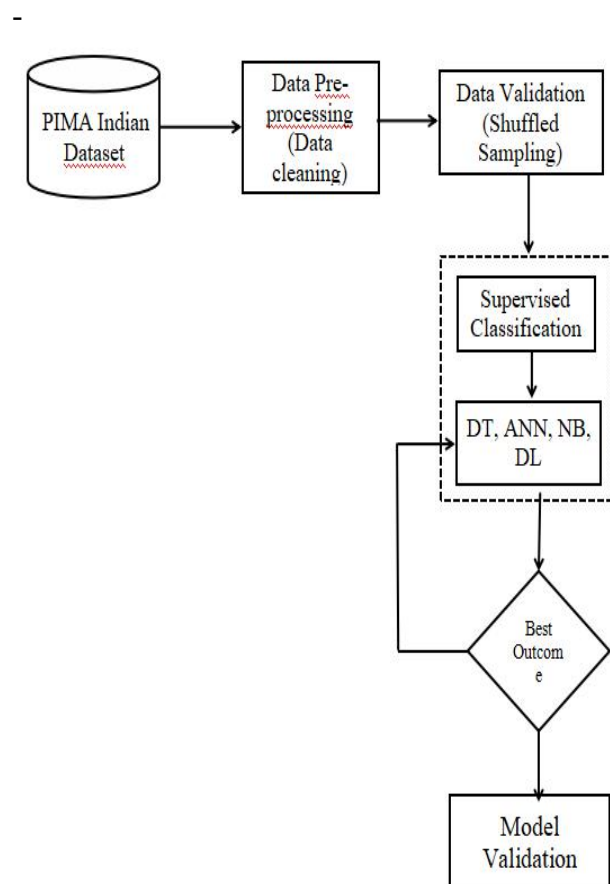 -
PIMA Indian
Dataset
Data Pre-
processing
(Data
cleaning)
Data Validation
(Shuffled
Sampling)
Supervised
Classification
DT, ANN, NB,
DL
Best
Outcom
e
Model
Validation